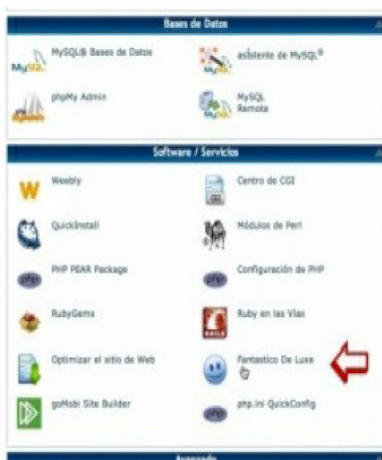 Bases de Datos
MySQL® Bases de Datos
asistente de MySQL®
phpMy Admin
MySQL Remota
Software / Servicios
Weebly
Centro de CGI
QuickInstall
Módulos de Perl
PHP PEAR Package
Configuración de PHP
RubyGems
Ruby en las Vías
Optimizar el sitio de Web
Fantastico De Luxe
goMobi Site Builder
php.ini QuickConfig
Avanzado